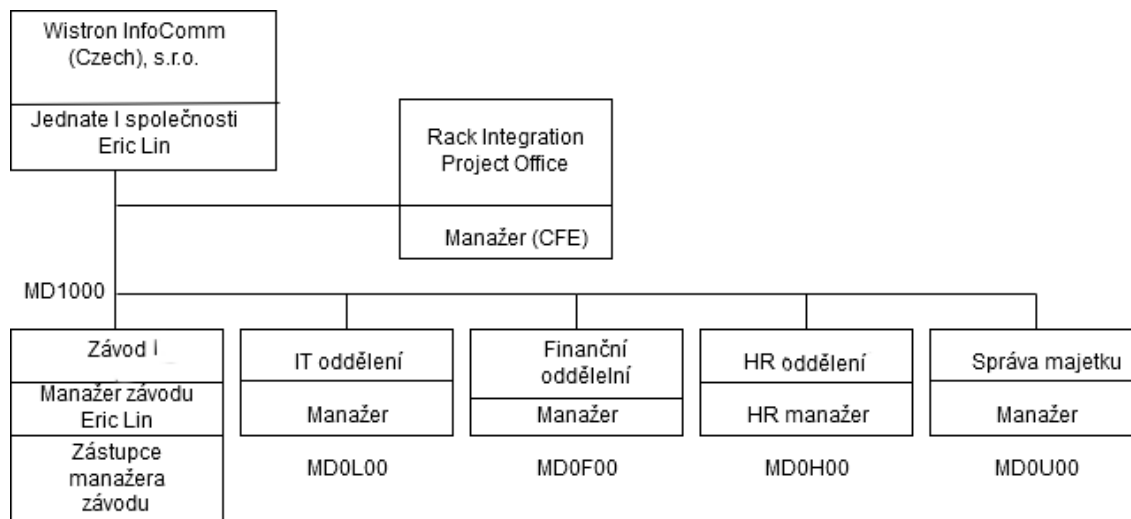 Wistron InfoComm
(Czech), s.r.o.
Jednate l společnosti
Eric Lin
Rack Integration
Project Office
Manažer (CFE)
MD1000
Závod I
Manažer závodu
Eric Lin
Zástupce
manažera
závodu
IT oddělení
Manažer
MD0L00
Finanční
oddělelní
Manažer
MD0F00
HR oddělení
HR manažer
MD0H00
Správa majetku
Manažer
MD0U00